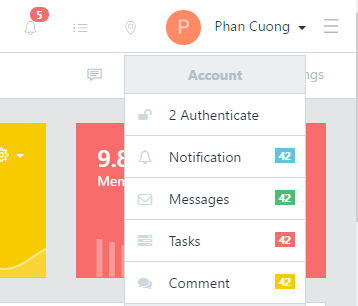 5
P
Phan Cuong
Account
ngs
2 Authenticate
Notification 42
9.8
Mem
Messages 42
Tasks 42
Comment 42